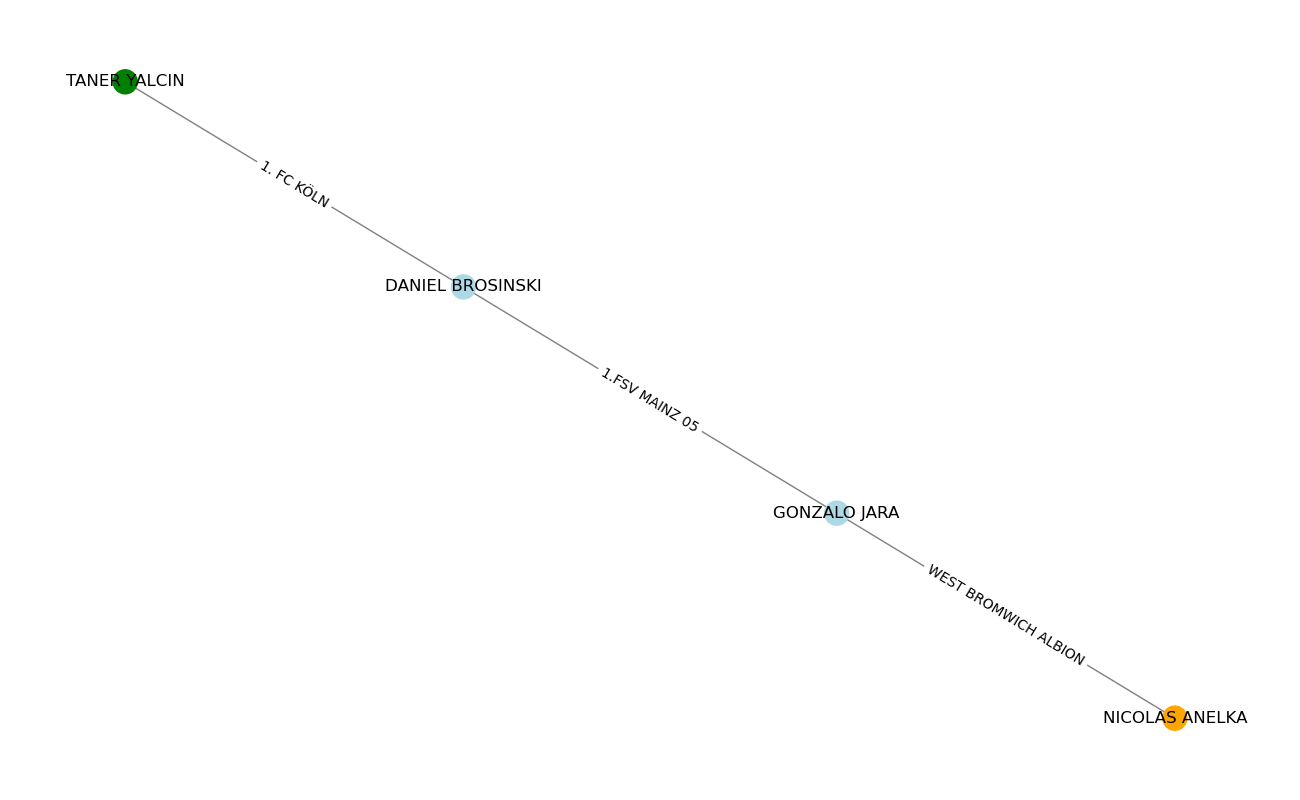 TANER YALCIN
1. FC KÖLN
DANIEL BROSINSKI
1.FSV MAINZ 05
GONZALO JARA
WEST BROMWICH ALBION
NICOLAS ANELKA